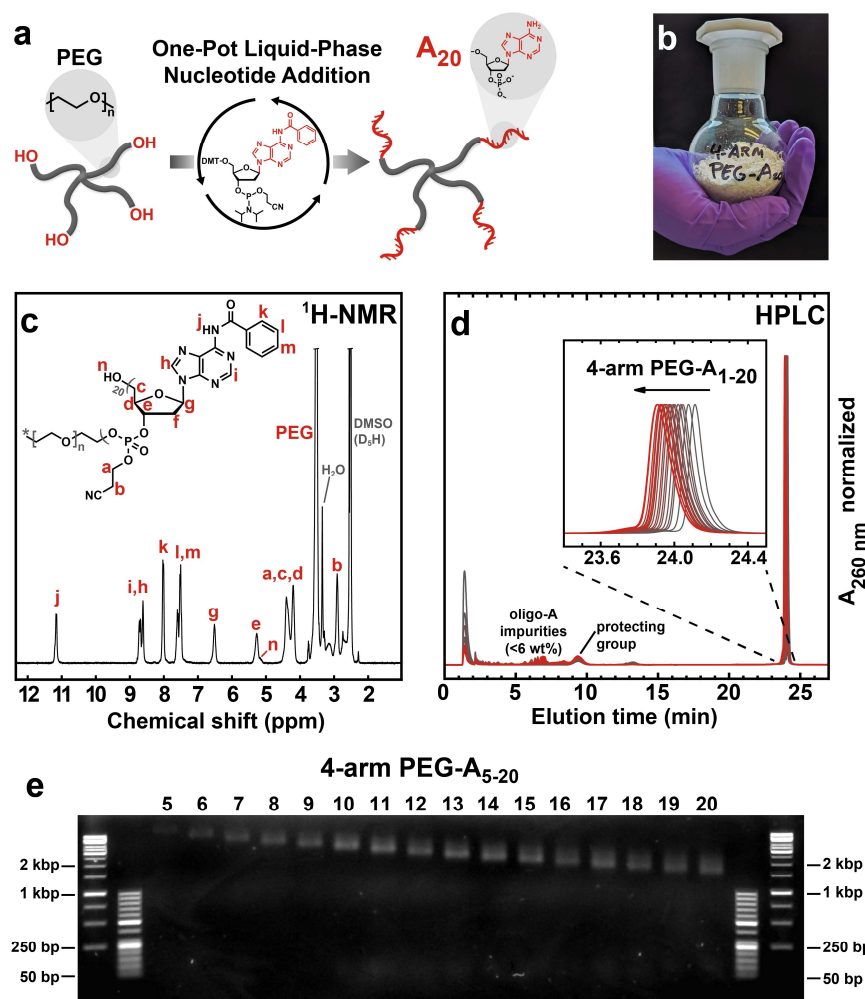 a
PEG
O
n
HO
OH
HO
OH
One-Pot Liquid-Phase
Nucleotide Addition
O
HN
N
N
N
N
DMT-O
O
O
P
O
N
CN
A20
NH2
N
N
N
N
O
O
O
O=P-O-
O
b
4-ARM
PEG-A20
c
1H-NMR
j
HN
O
k
l
m
n
HO
20
c
h
N
N
N
N
i
d
e
O
g
f
*
O
n
O
O
P
O
O
a
NC
b
PEG
DMSO
(D5H)
H2O
j
i,h
k
l,m
g
e
n
a,c,d
b
12 11 10 9 8 7 6 5 4 3 2
Chemical shift (ppm)
d
HPLC
4-arm PEG-A1-20
23.6 24.0 24.4
oligo-A
impurities
(<6 wt%)
protecting
group
0 5 10 15 20 25
Elution time (min)
A260 nm normalized
e
4-arm PEG-A5-20
5 6 7 8 9 10 11 12 13 14 15 16 17 18 19 20
2 kbp
1 kbp
250 bp
50 bp
2 kbp
1 kbp
250 bp
50 bp